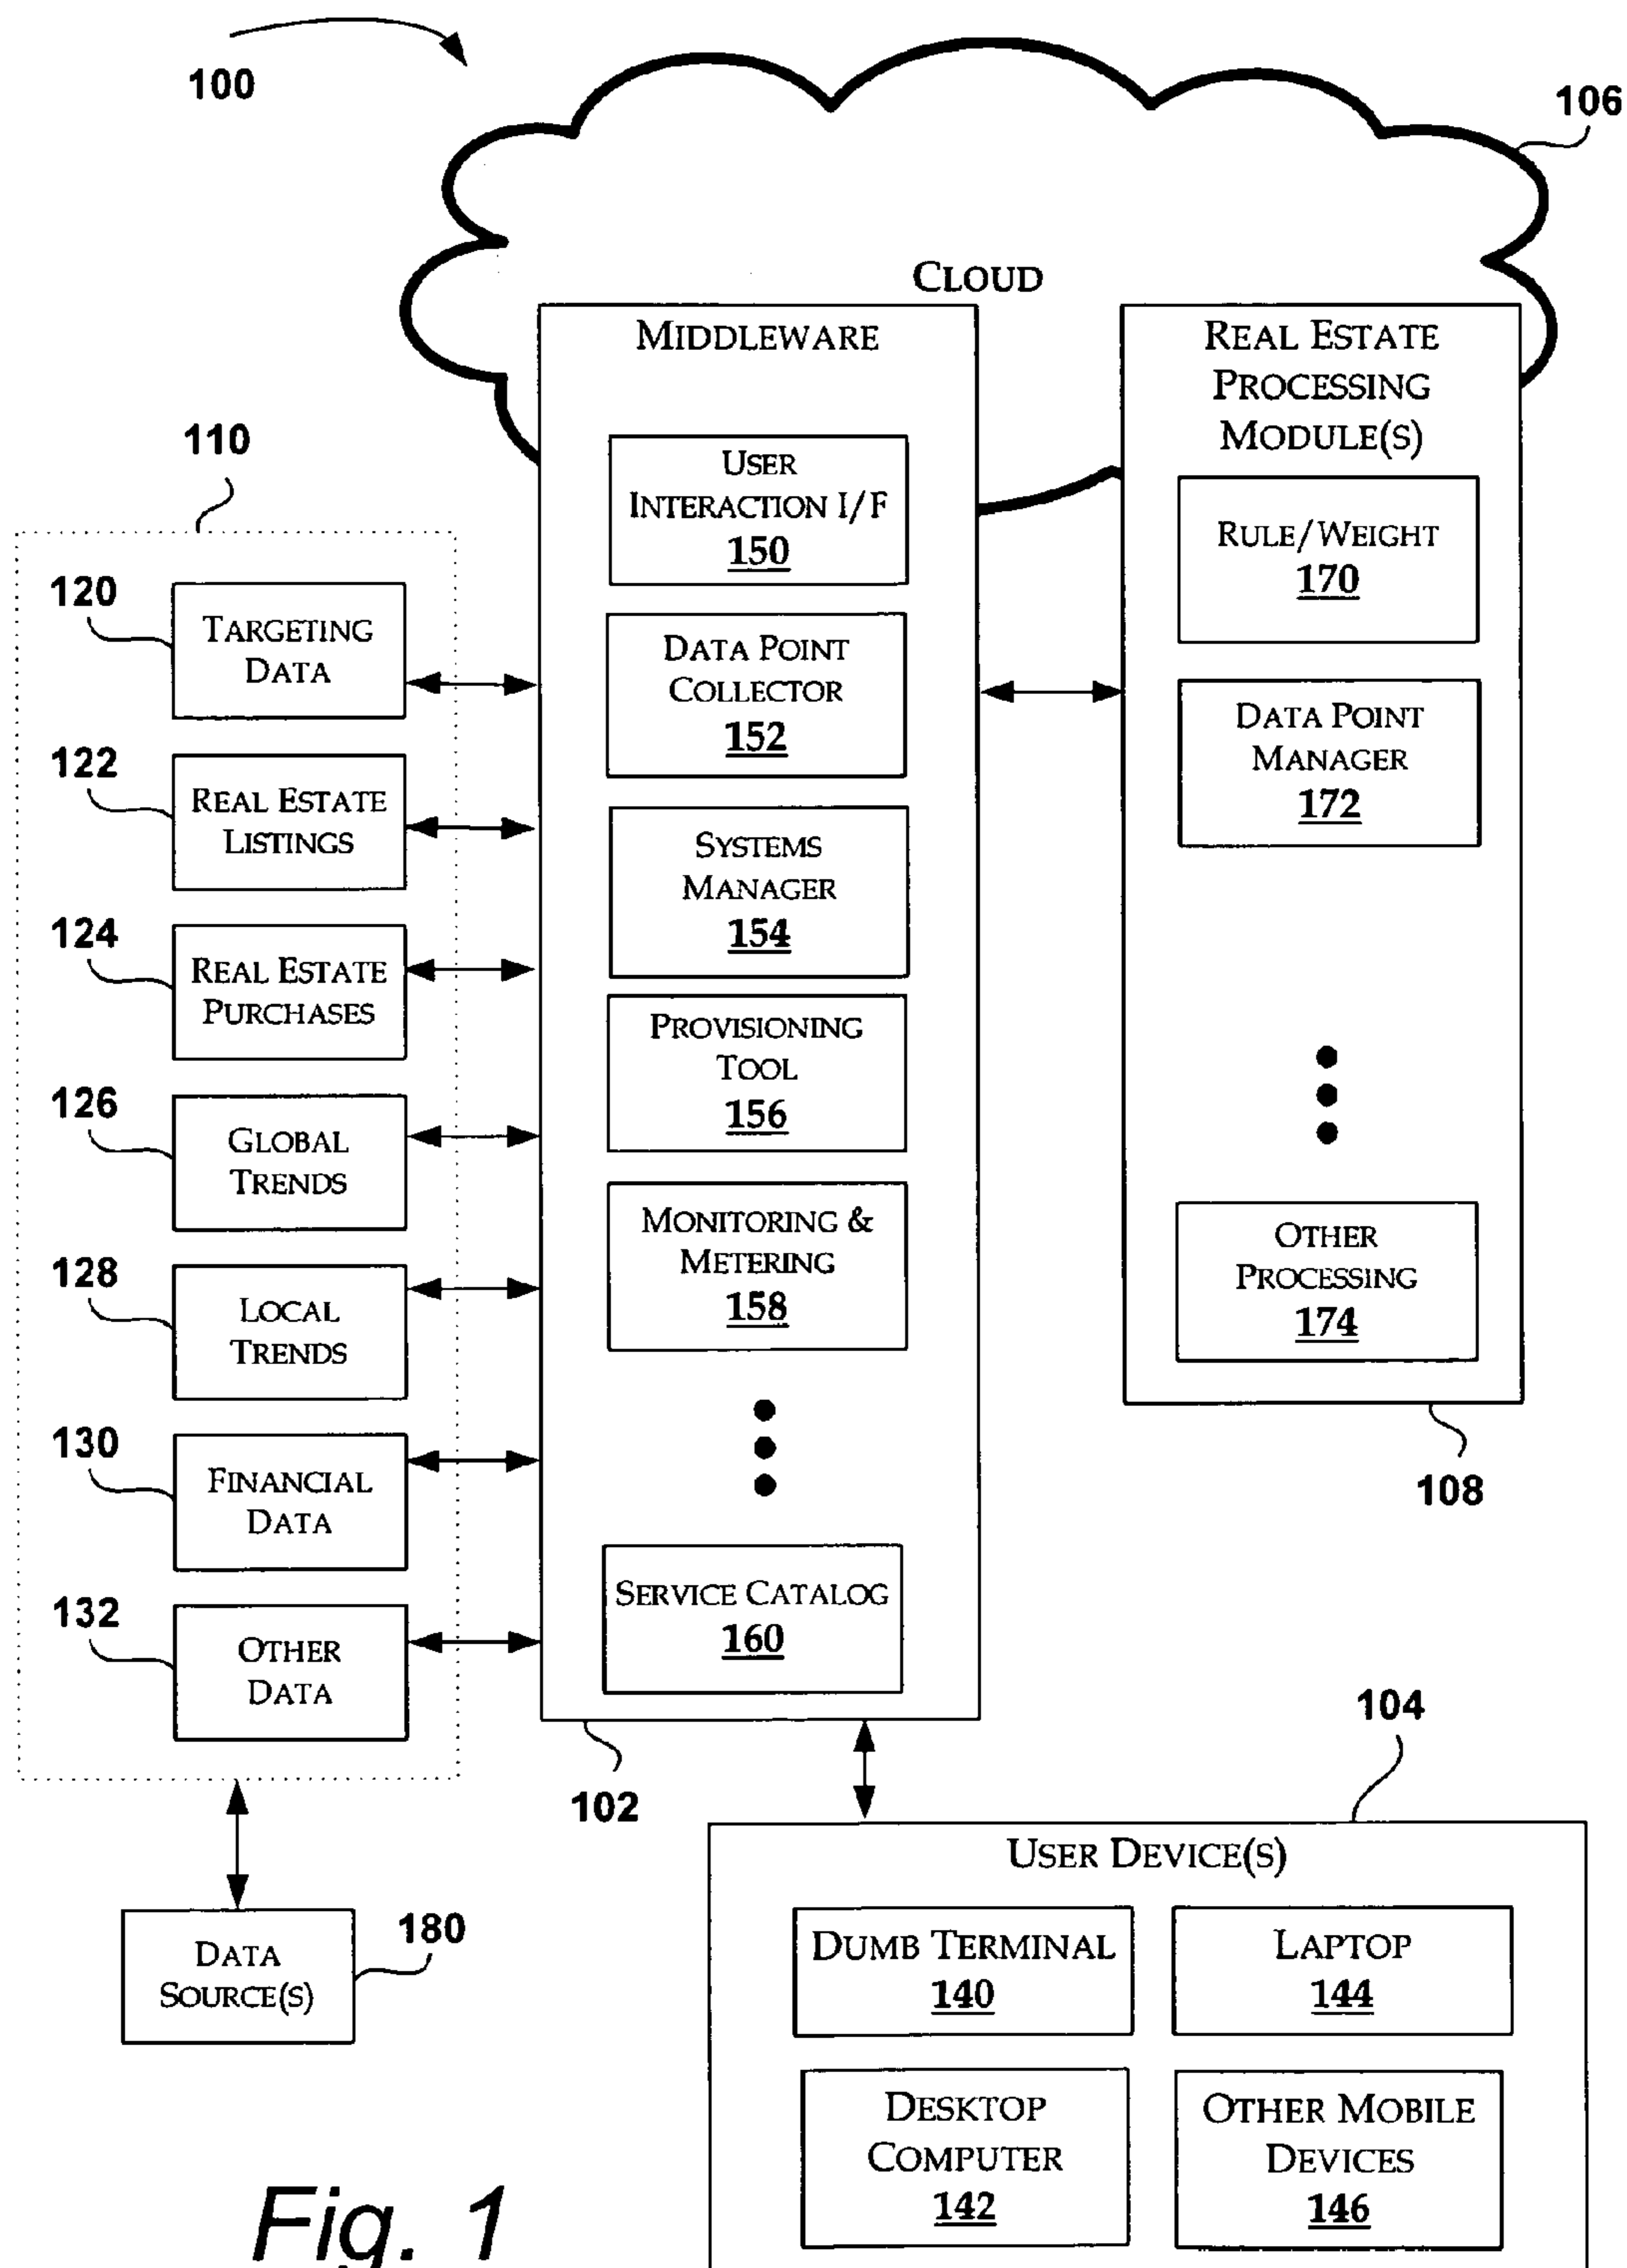 100
106
CLOUD
MIDDLEWARE
USER
INTERACTION I/F
150
DATA POINT
COLLECTOR
152
SYSTEMS
MANAGER
154
PROVISIONING
TOOL
156
MONITORING &
METERING
158
SERVICE CATALOG
160
102
REAL ESTATE
PROCESSING
MODULE(S)
RULE/WEIGHT
170
DATA POINT
MANAGER
172
OTHER
PROCESSING
174
108
110
120
TARGETING
DATA
122
REAL ESTATE
LISTINGS
124
REAL ESTATE
PURCHASES
126
GLOBAL
TRENDS
128
LOCAL
TRENDS
130
FINANCIAL
DATA
132
OTHER
DATA
180
DATA
SOURCE(S)
104
USER DEVICE(S)
DUMB TERMINAL
140
LAPTOP
144
DESKTOP
COMPUTER
142
OTHER MOBILE
DEVICES
146
Fig. 1